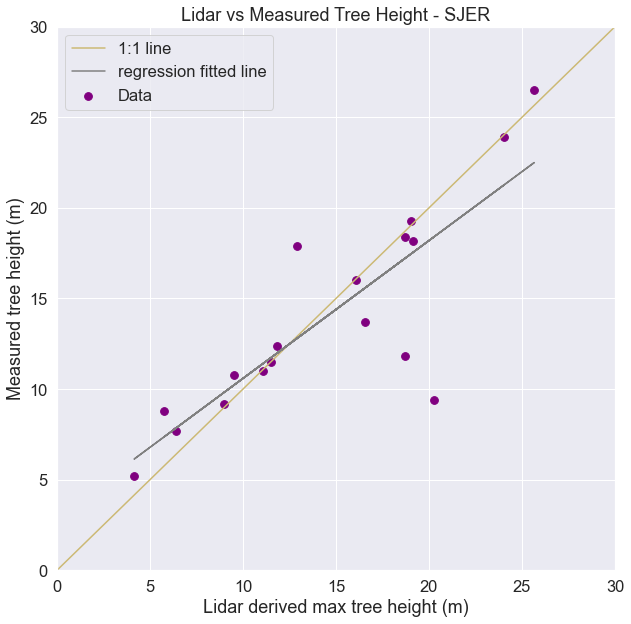 Lidar vs Measured Tree Height - SJER
1:1 line
regression fitted line
Data
30
25
20
15
10
5
0
Measured tree height (m)
0 5 10 15 20 25 30
Lidar derived max tree height (m)